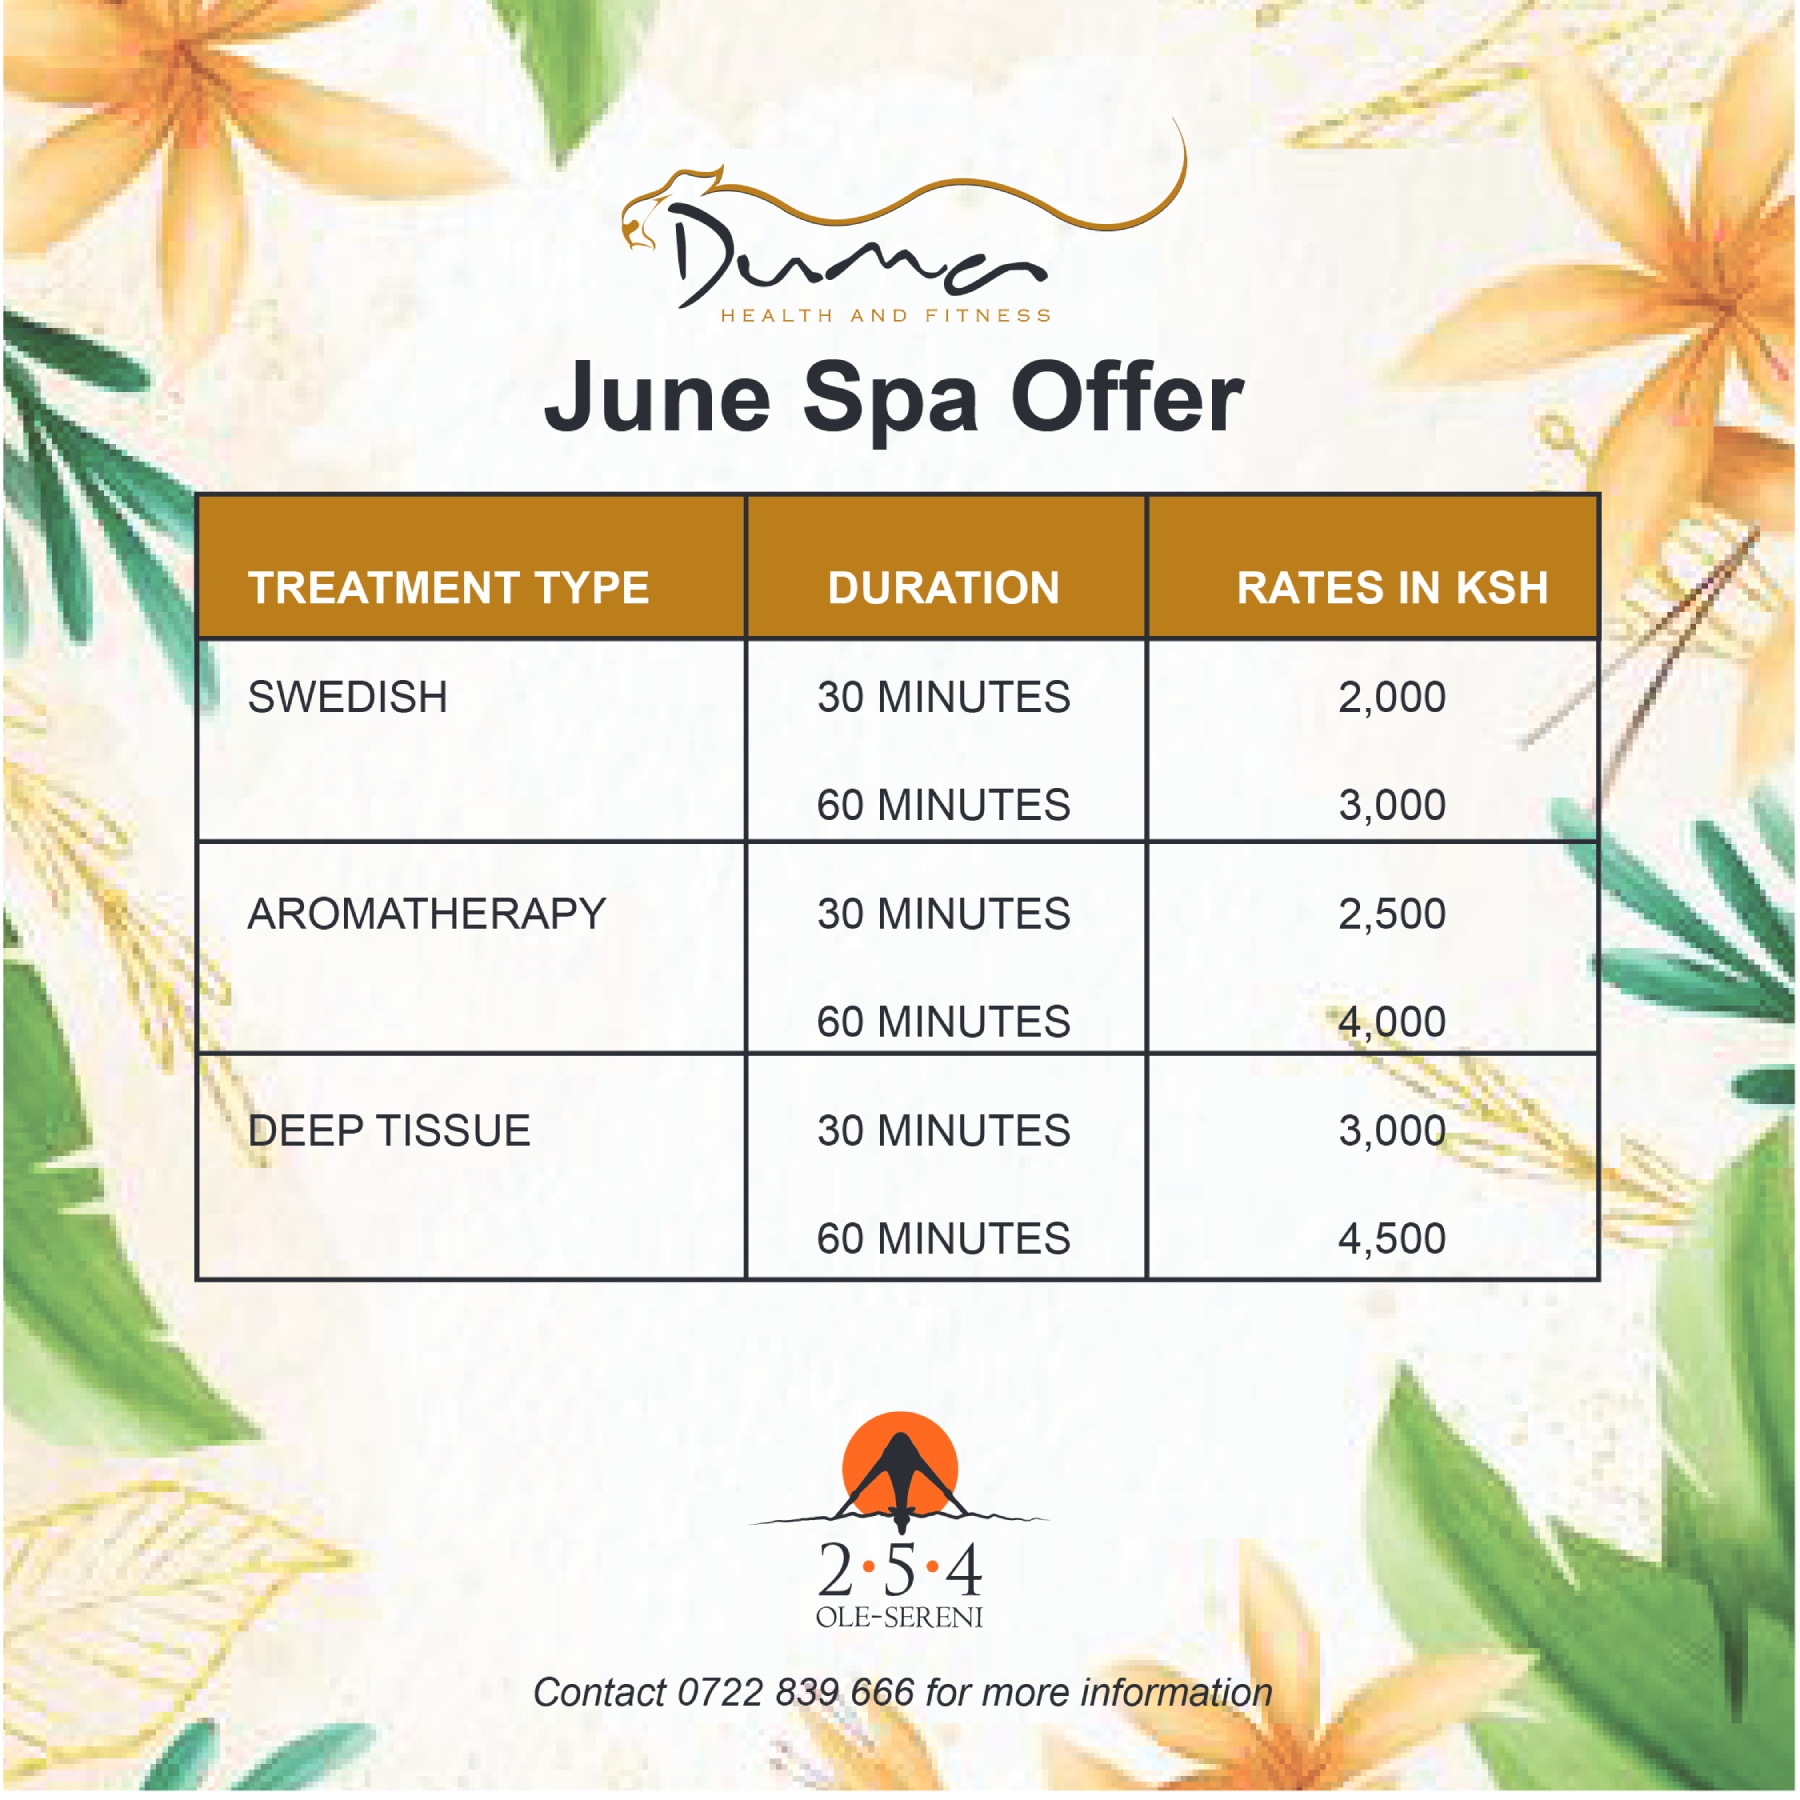 Duma
HEALTH AND FITNESS
June Spa Offer
TREATMENT TYPE DURATION RATES IN KSH
SWEDISH 30 MINUTES 2,000
60 MINUTES 3,000
AROMATHERAPY 30 MINUTES 2,500
60 MINUTES 4,000
DEEP TISSUE 30 MINUTES 3,000
60 MINUTES 4,500
2·5·4
OLE-SERENI
Contact 0722 839 666 for more information